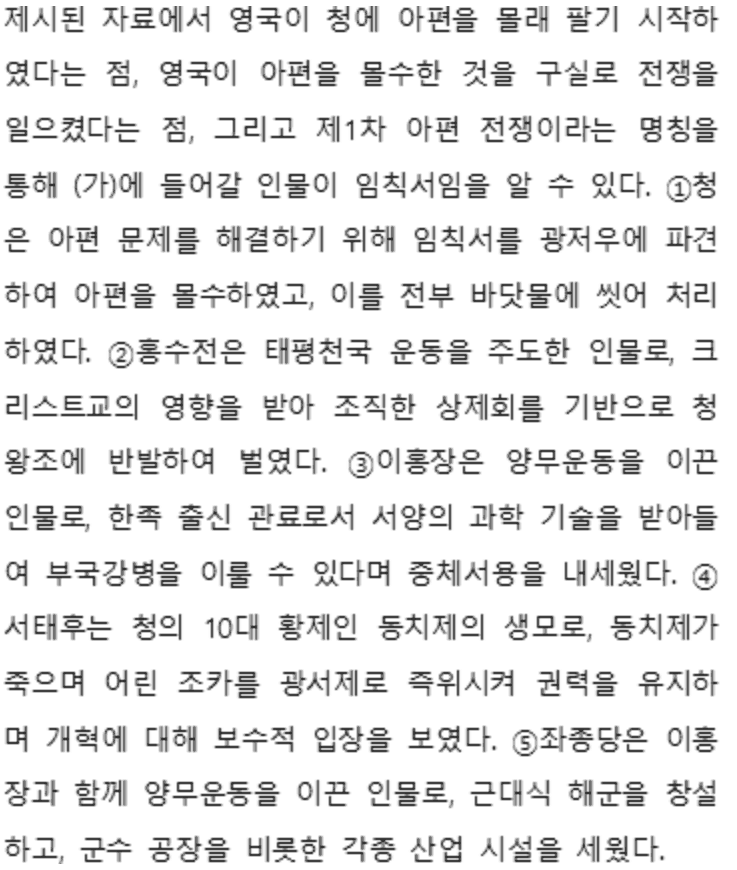 제시된 자료에서 영국이 청에 아편을 몰래 팔기 시작하
였다는 점, 영국이 아편을 몰수한 것을 구실로 전쟁을
일으켰다는 점, 그리고 제1차 아편 전쟁이라는 명칭을
통해 (가)에 들어갈 인물이 임칙서임을 알 수 있다. ①청
은 아편 문제를 해결하기 위해 임칙서를 광저우에 파견
하여 아편을 몰수하였고, 이를 전부 바닷물에 씻어 처리
하였다. ②홍수전은 태평천국 운동을 주도한 인물로, 크
리스트교의 영향을 받아 조직한 상제회를 기반으로 청
왕조에 반발하여 벌였다. ③이홍장은 양무운동을 이끈
인물로, 한족 출신 관료로서 서양의 과학 기술을 받아들
여 부국강병을 이룰 수 있다며 중체서용을 내세웠다. ④
서태후는 청의 10대 황제인 동치제의 생모로, 동치제가
죽으며 어린 조카를 광서제로 즉위시켜 권력을 유지하
며 개혁에 대해 보수적 입장을 보였다. ⑤좌종당은 이홍
장과 함께 양무운동을 이끈 인물로, 근대식 해군을 창설
하고, 군수 공장을 비롯한 각종 산업 시설을 세웠다.